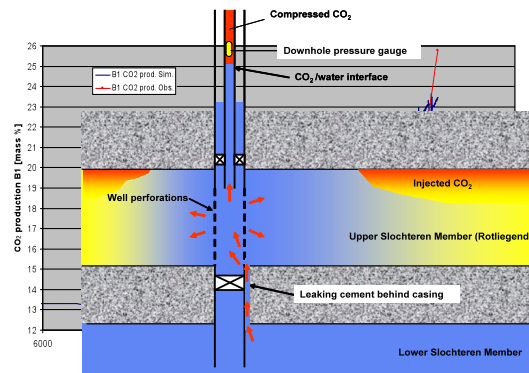 Compressed CO₂
Downhole pressure gauge
CO₂/water interface
B1 CO2 prod. Sim.
B1 CO2 prod. Obs.
CO₂ production B1 [mass %]
26
25
24
23
22
21
20
19
18
17
16
15
14
13
12
6000
Injected CO₂
Well perforations
Upper Slochteren Member (Rotliegend
Leaking cement behind casing
Lower Slochteren Member